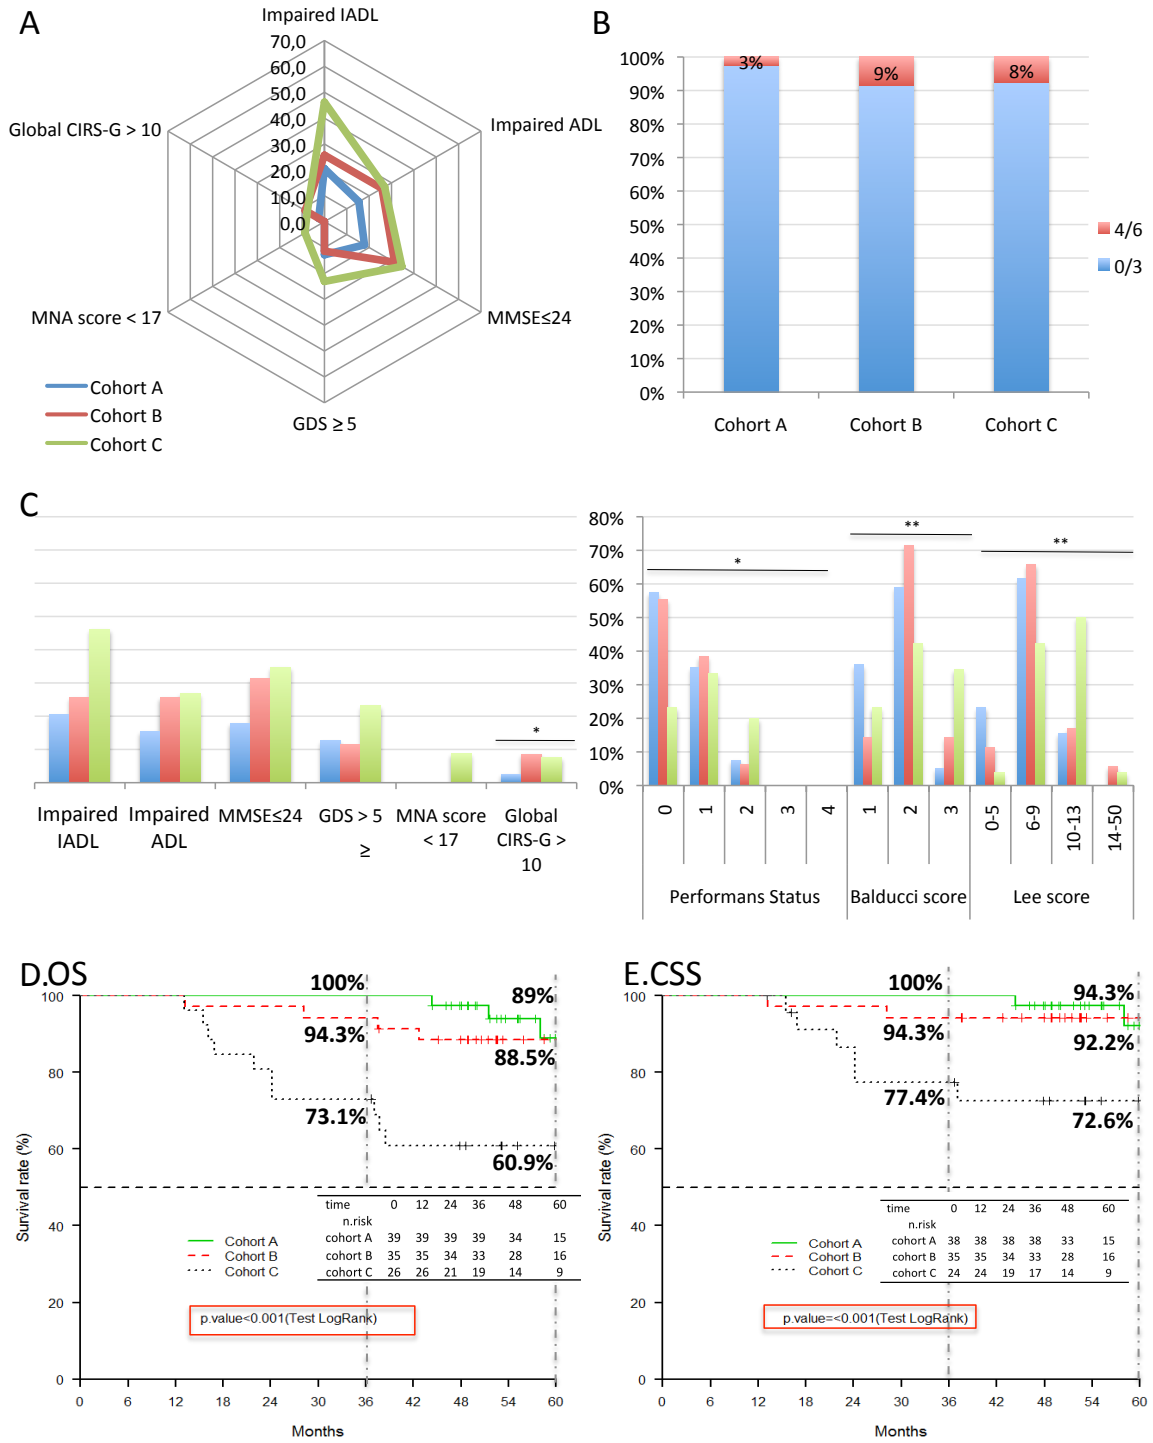 A
Impaired IADL
70,0
60,0
50,0
40,0
30,0
20,0
10,0
0,0
Global CIRS-G > 10
Impaired ADL
MNA score < 17
MMSE≤24
GDS ≥ 5
Cohort A
Cohort B
Cohort C
B
100%
90%
80%
70%
60%
50%
40%
30%
20%
10%
0%
3%
9%
8%
4/6
0/3
Cohort A
Cohort B
Cohort C
C
*
Impaired IADL
Impaired ADL
MMSE≤24
GDS > 5
≥
MNA score < 17
Global CIRS-G > 10
80%
70%
60%
50%
40%
30%
20%
10%
0%
*
**
**
0
1
2
3
4
1
2
3
0-5
6-9
10-13
14-50
Performans Status
Balducci score
Lee score
D.OS
100%
89%
94.3%
88.5%
73.1%
60.9%
Survival rate (%)
100
80
60
40
20
0
time 0 12 24 36 48 60
n.risk
cohort A 39 39 39 39 34 15
cohort B 35 35 34 33 28 16
cohort C 26 26 21 19 14 9
Cohort A
Cohort B
Cohort C
p.value<0.001(Test LogRank)
0 6 12 18 24 30 36 42 48 54 60
Months
E.CSS
100%
94.3%
94.3%
92.2%
77.4%
72.6%
Survival rate (%)
100
80
60
40
20
0
time 0 12 24 36 48 60
n.risk
cohort A 38 38 38 38 33 15
cohort B 35 35 34 33 28 16
cohort C 24 24 19 17 14 9
Cohort A
Cohort B
Cohort C
p.value=<0.001(Test LogRank)
0 6 12 18 24 30 36 42 48 54 60
Months